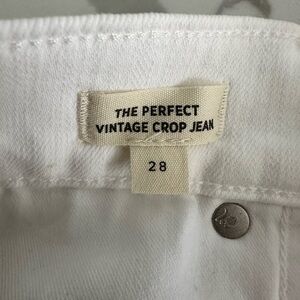 THE PERFECT
VINTAGE CROP JEAN
28